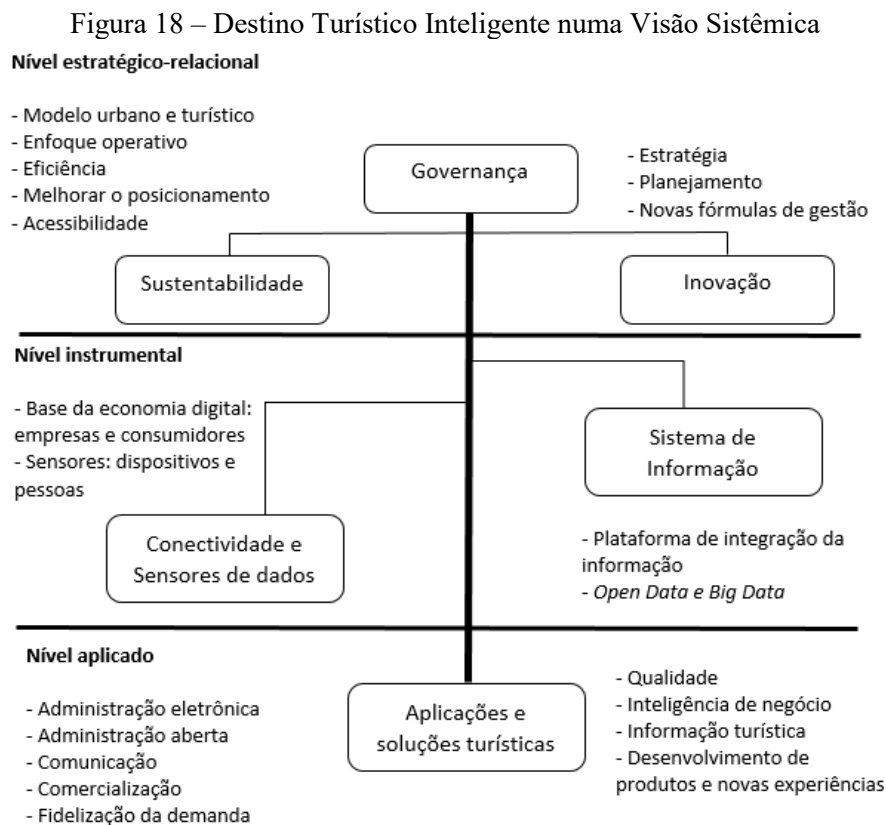 Figura 18 – Destino Turístico Inteligente numa Visão Sistêmica
Nível estratégico-relacional
- Modelo urbano e turístico
- Enfoque operativo
- Eficiência
- Melhorar o posicionamento
- Acessibilidade
Governança
- Estratégia
- Planejamento
- Novas fórmulas de gestão
Sustentabilidade
Inovação
Nível instrumental
- Base da economia digital:
empresas e consumidores
- Sensores: dispositivos e
pessoas
Sistema de
Informação
Conectividade e
Sensores de dados
- Plataforma de integração da
informação
- Open Data e Big Data
Nível aplicado
- Administração eletrônica
- Administração aberta
- Comunicação
- Comercialização
- Fidelização da demanda
Aplicações e
soluções turísticas
- Qualidade
- Inteligência de negócio
- Informação turística
- Desenvolvimento de
produtos e novas experiências